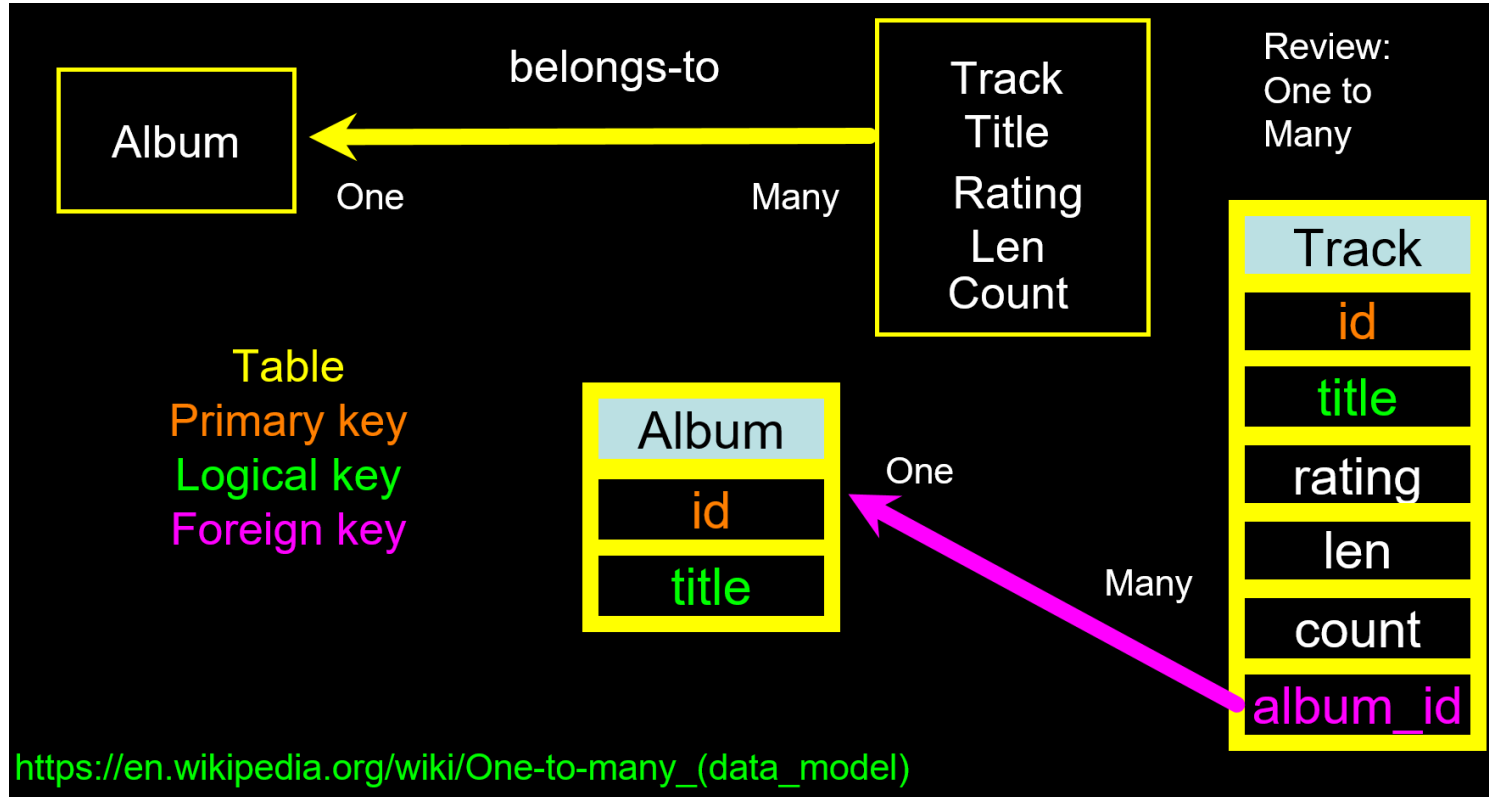 belongs-to
Album
One
Many
Track
Title
Rating
Len
Count
Review:
One to
Many
Table
Primary key
Logical key
Foreign key
Album
id
title
One
Many
Track
id
title
rating
len
count
album_id
https://en.wikipedia.org/wiki/One-to-many_(data_model)